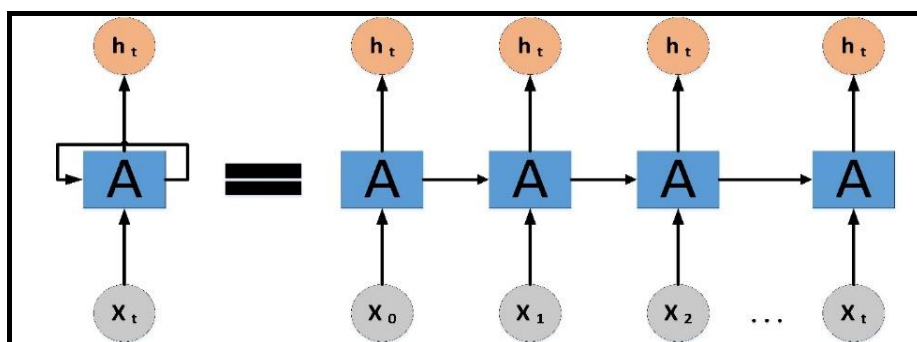 h t h t h t h t h t
A = A A A A
X t X 0 X 1 X 2 ... X t